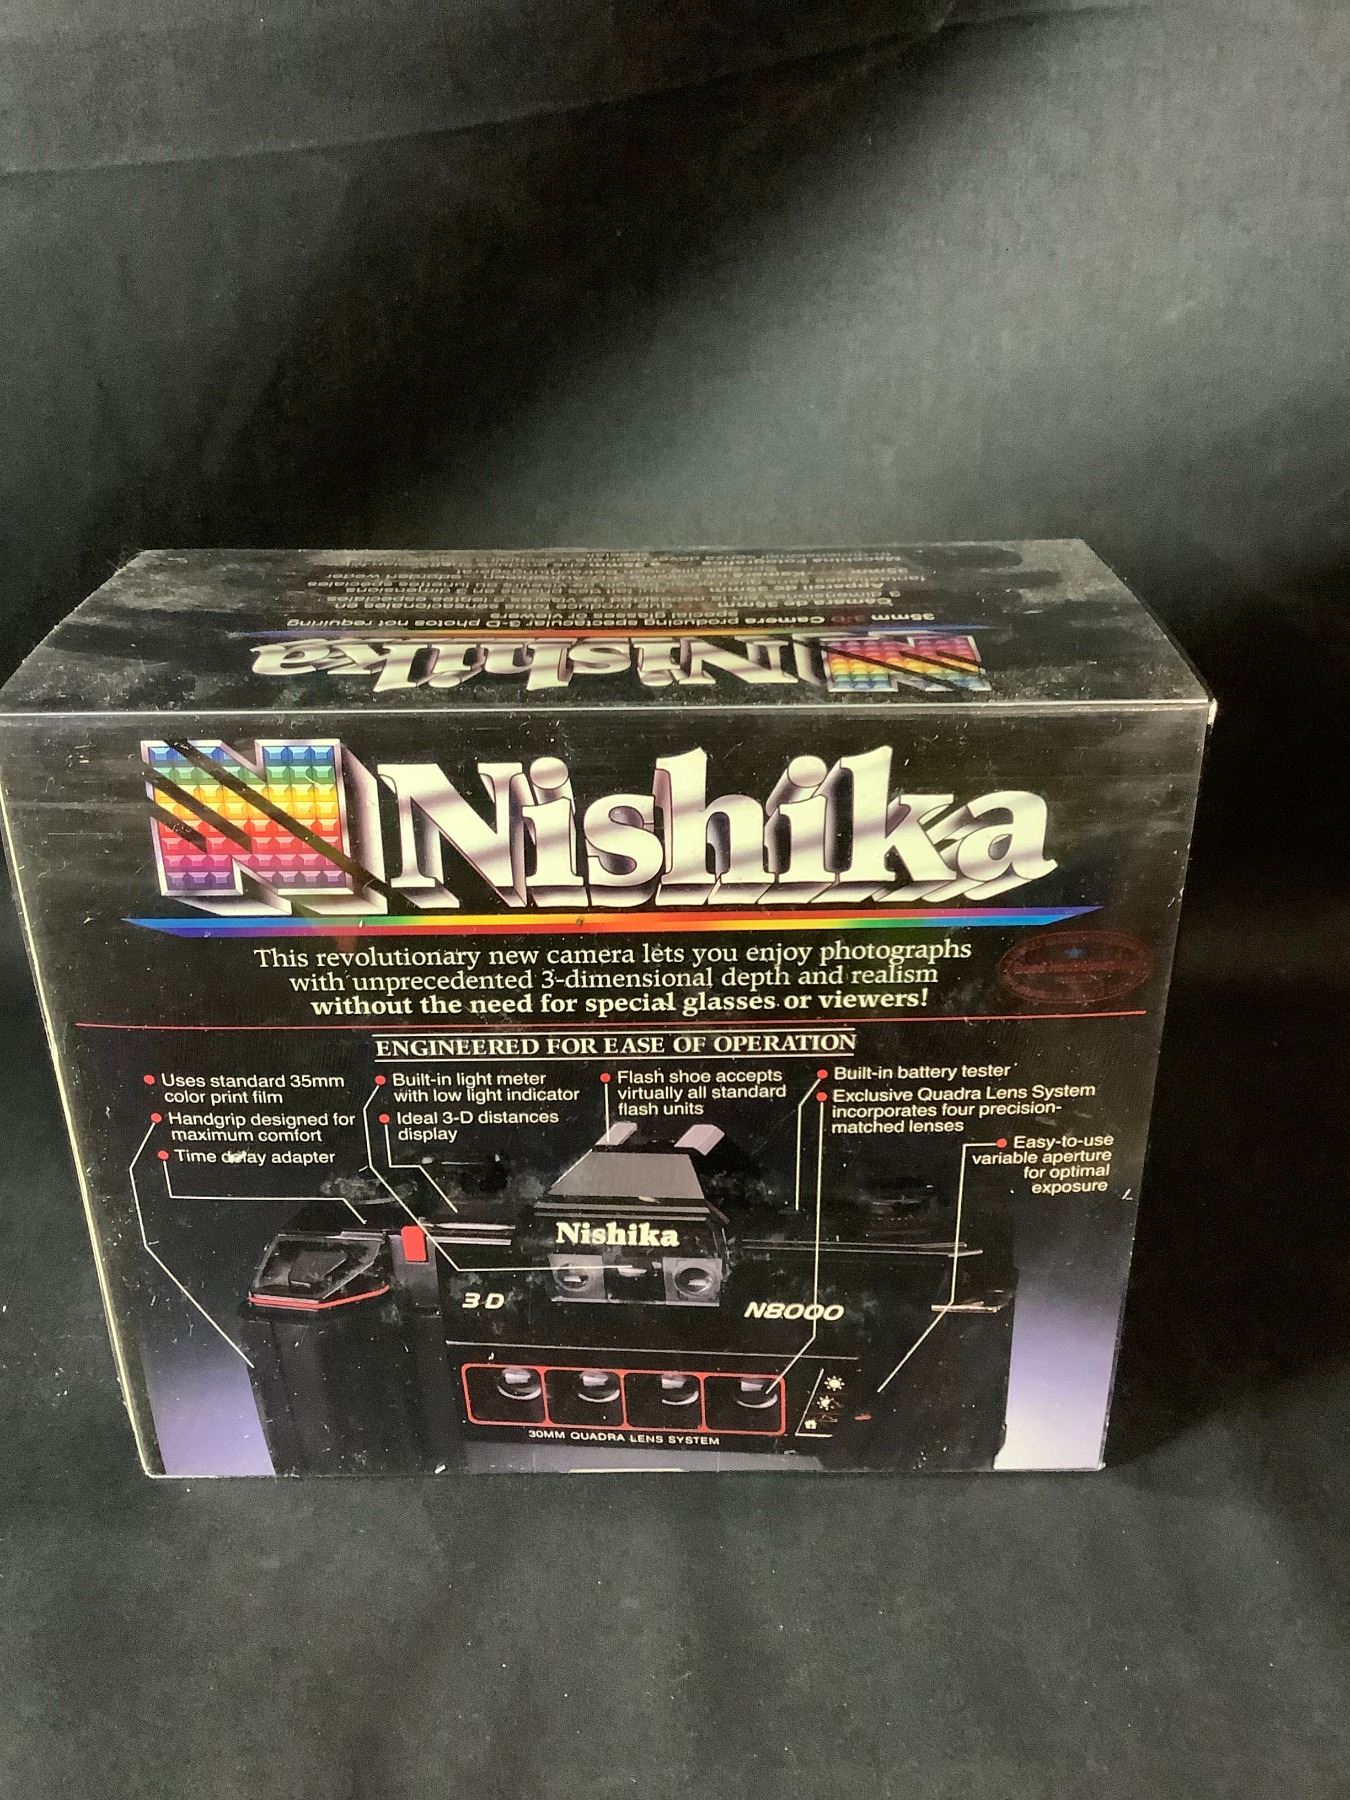 35mm 3-D Camera producing spectacular 3-D photos not requiring
Nishika
Nishika
This revolutionary new camera lets you enjoy photographs
with unprecedented 3-dimensional depth and realism
without the need for special glasses or viewers!
ENGINEERED FOR EASE OF OPERATION
Uses standard 35mm
color print film
Handgrip designed for
maximum comfort
Time delay adapter
Built-in light meter
with low light indicator
Ideal 3-D distances
display
Flash shoe accepts
virtually all standard
flash units
Built-in battery tester
Exclusive Quadra Lens System
incorporates four precision-
matched lenses
Easy-to-use
variable aperture
for optimal
exposure
Nishika
3-D
N8000
30MM QUADRA LENS SYSTEM